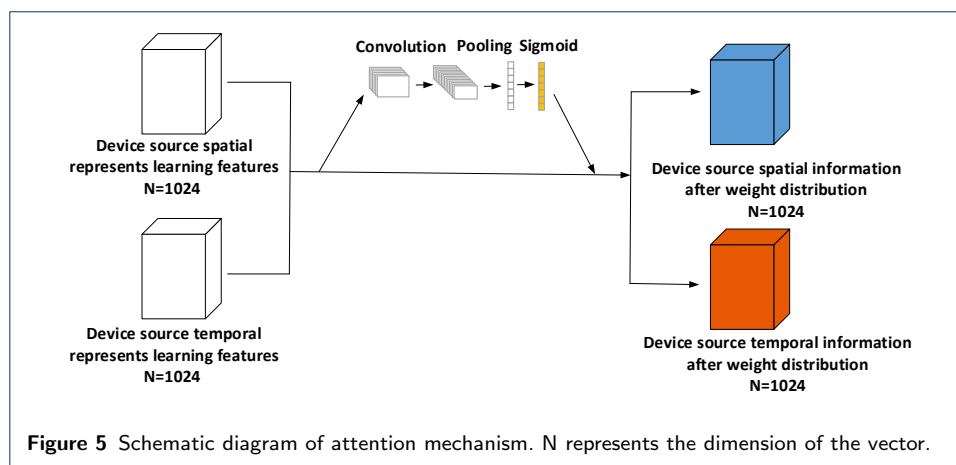 Convolution Pooling Sigmoid
Device source spatial
represents learning features
N=1024
Device source spatial information
after weight distribution
N=1024
Device source temporal
represents learning features
N=1024
Device source temporal information
after weight distribution
N=1024
Figure 5 Schematic diagram of attention mechanism. N represents the dimension of the vector.